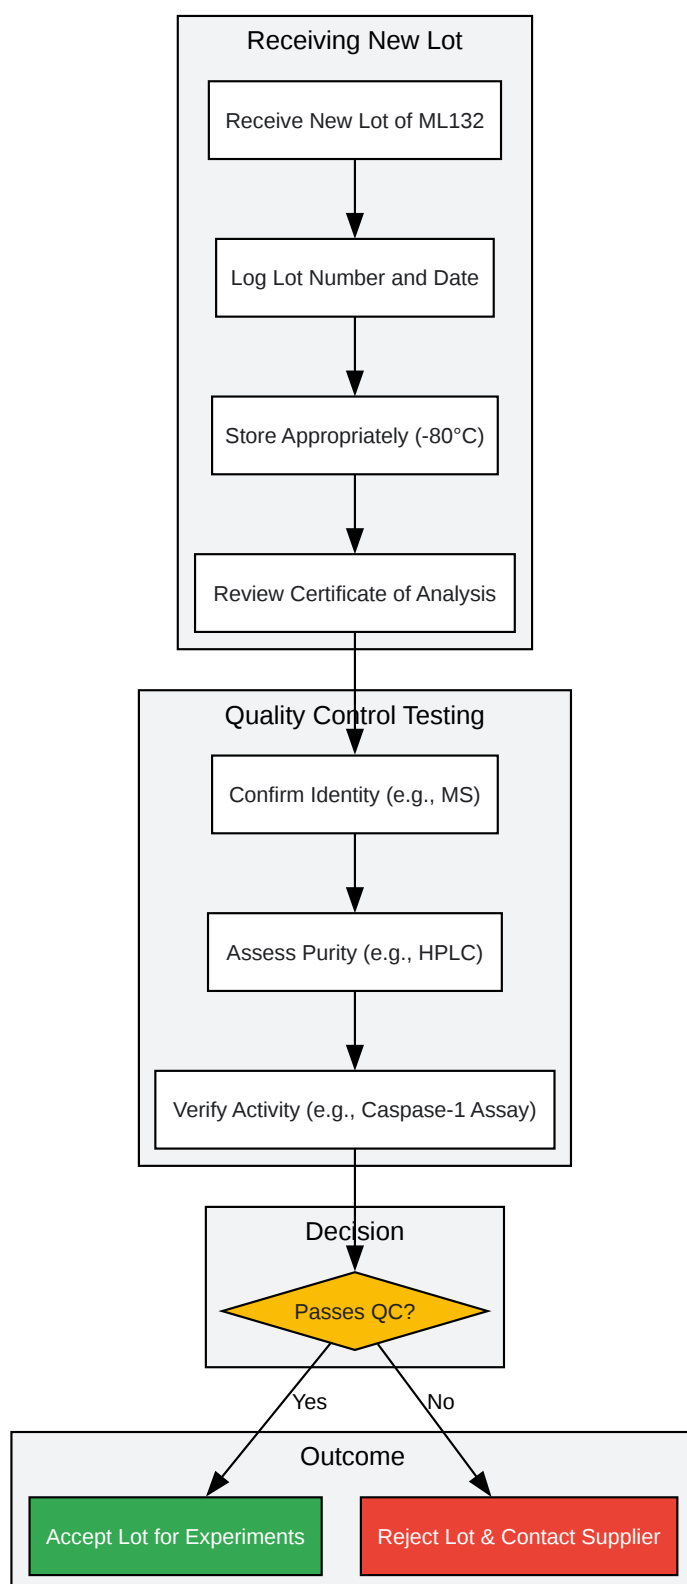 Receiving New Lot
Receive New Lot of ML132
Log Lot Number and Date
Store Appropriately (-80°C)
Review Certificate of Analysis
Quality Control Testing
Confirm Identity (e.g., MS)
Assess Purity (e.g., HPLC)
Verify Activity (e.g., Caspase-1 Assay)
Decision
Passes QC?
Yes
No
Outcome
Accept Lot for Experiments
Reject Lot & Contact Supplier